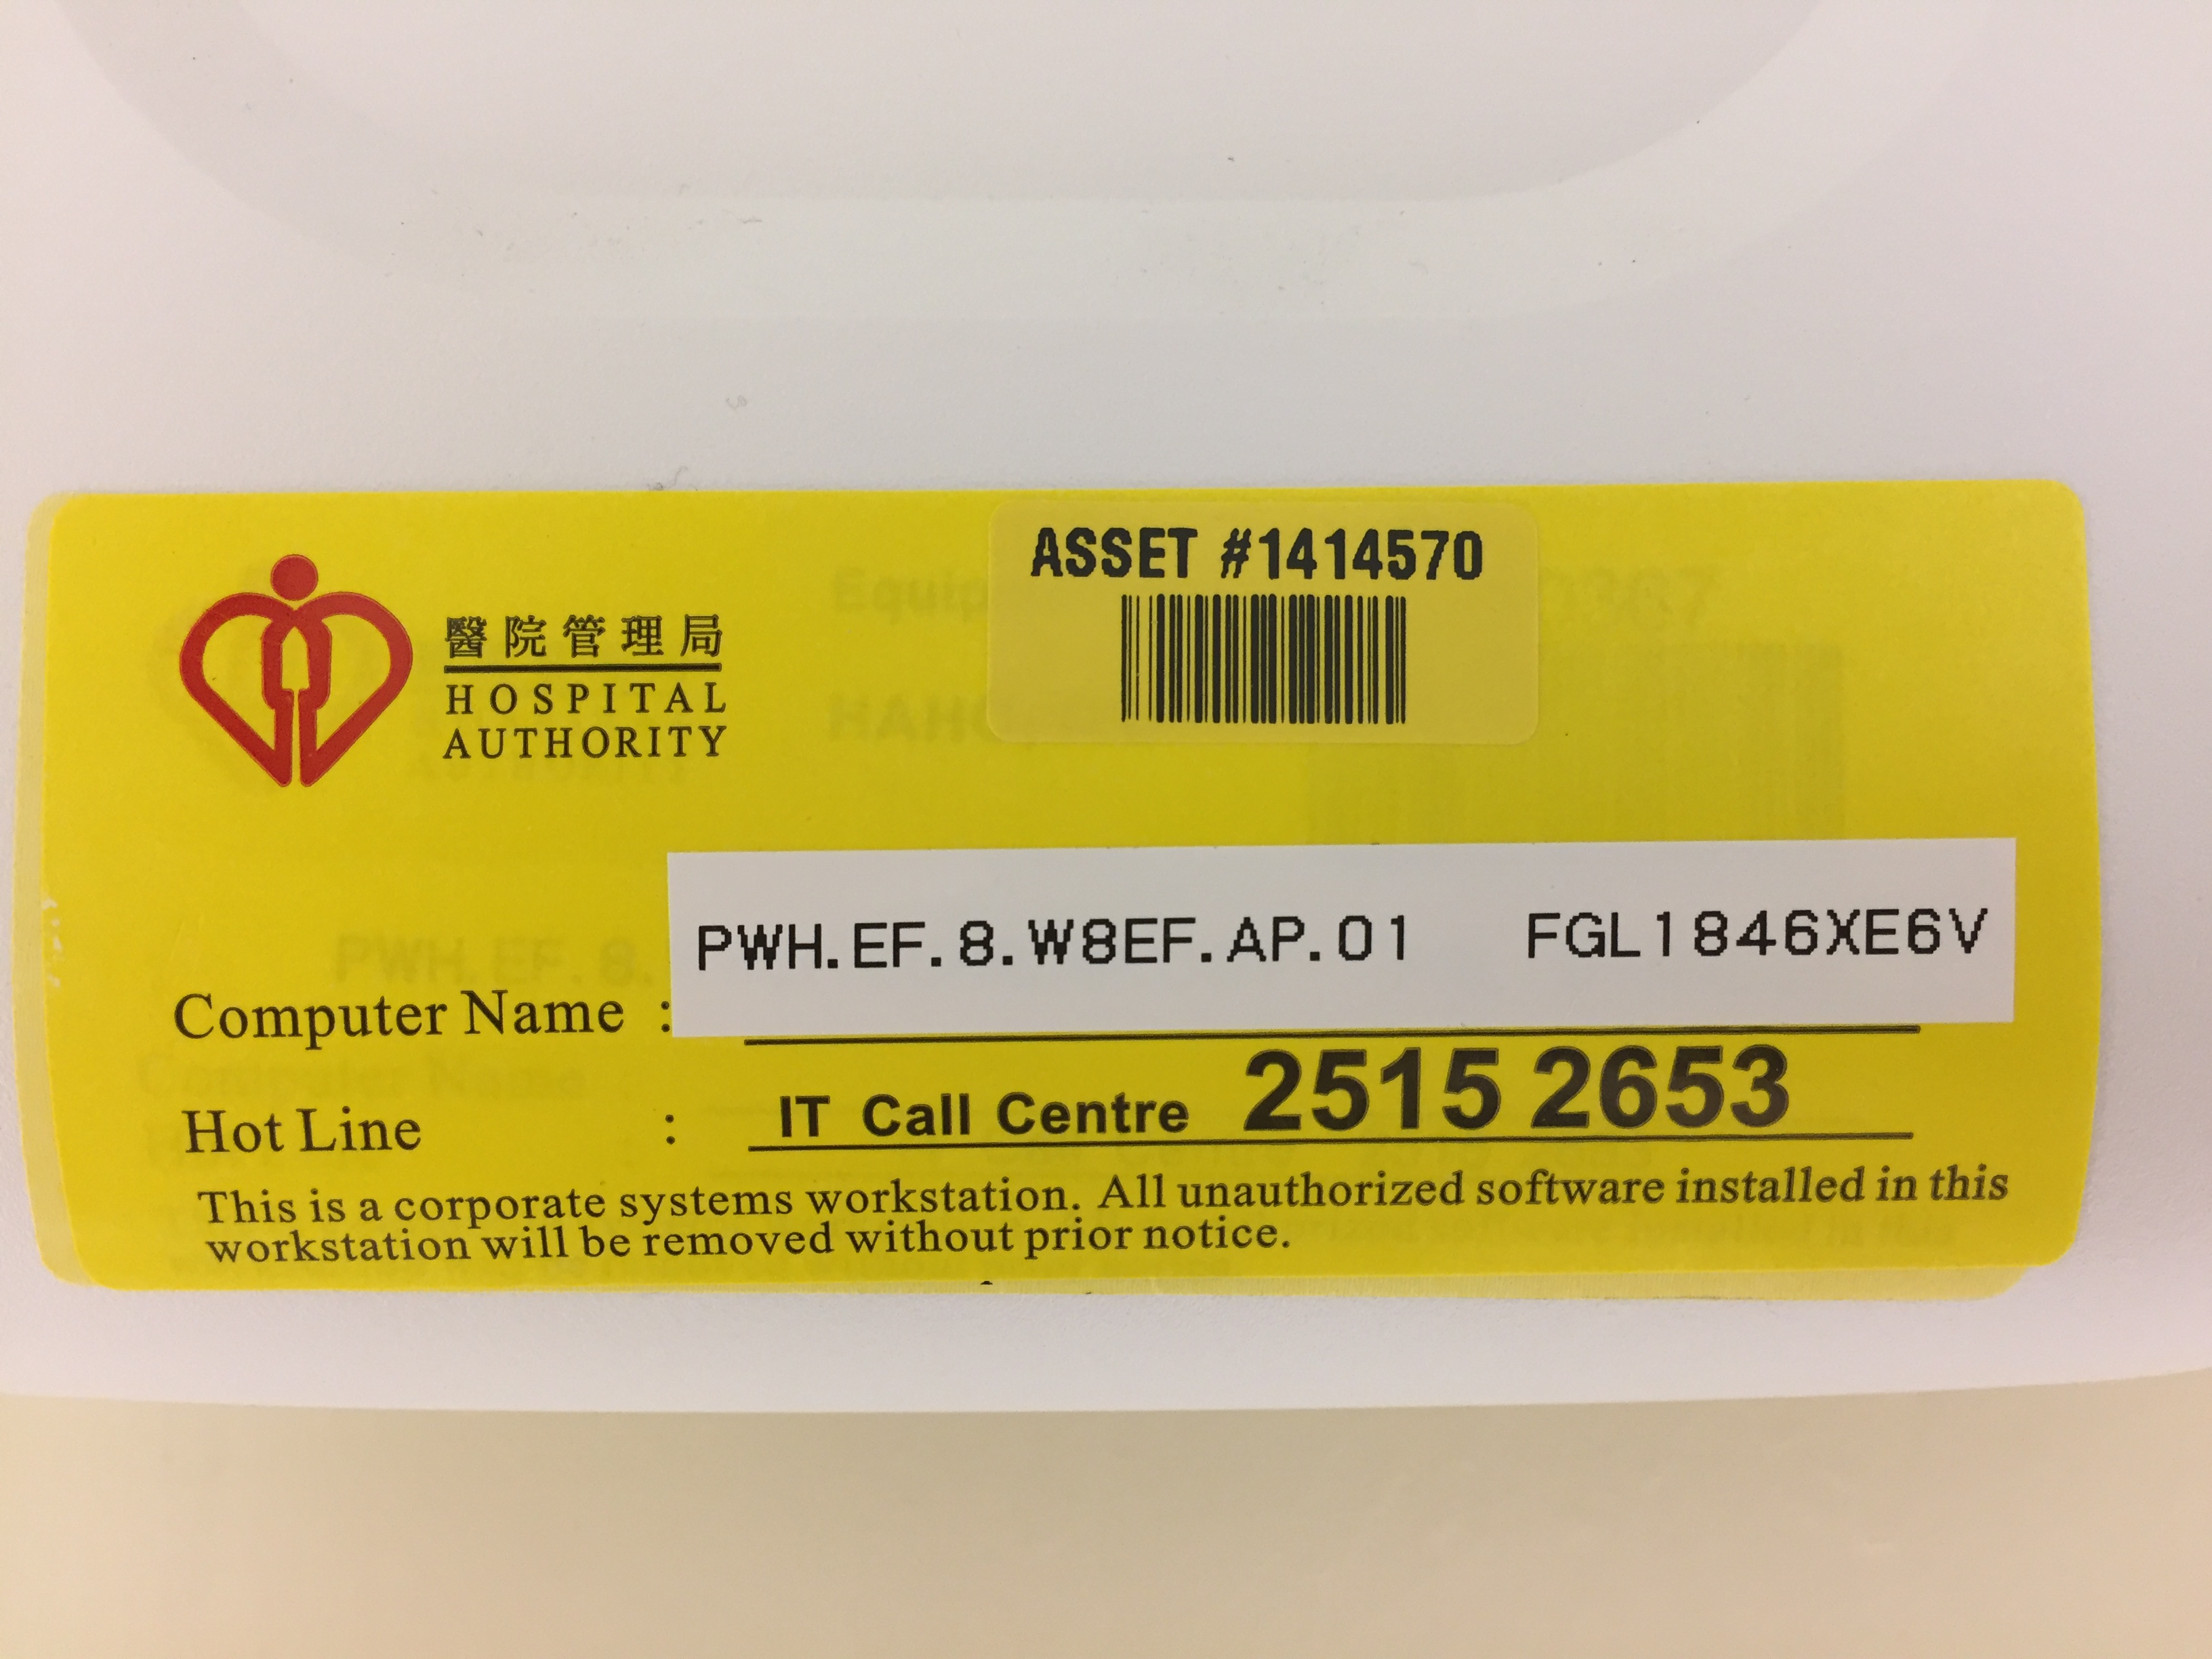 ASSET #1414570
醫院管理局
HOSPITAL
AUTHORITY
PWH.EF.8.W8EF.AP.01 FGL1846XE6V
Computer Name :
Hot Line : IT Call Centre 2515 2653
This is a corporate systems workstation. All unauthorized software installed in this
workstation will be removed without prior notice.